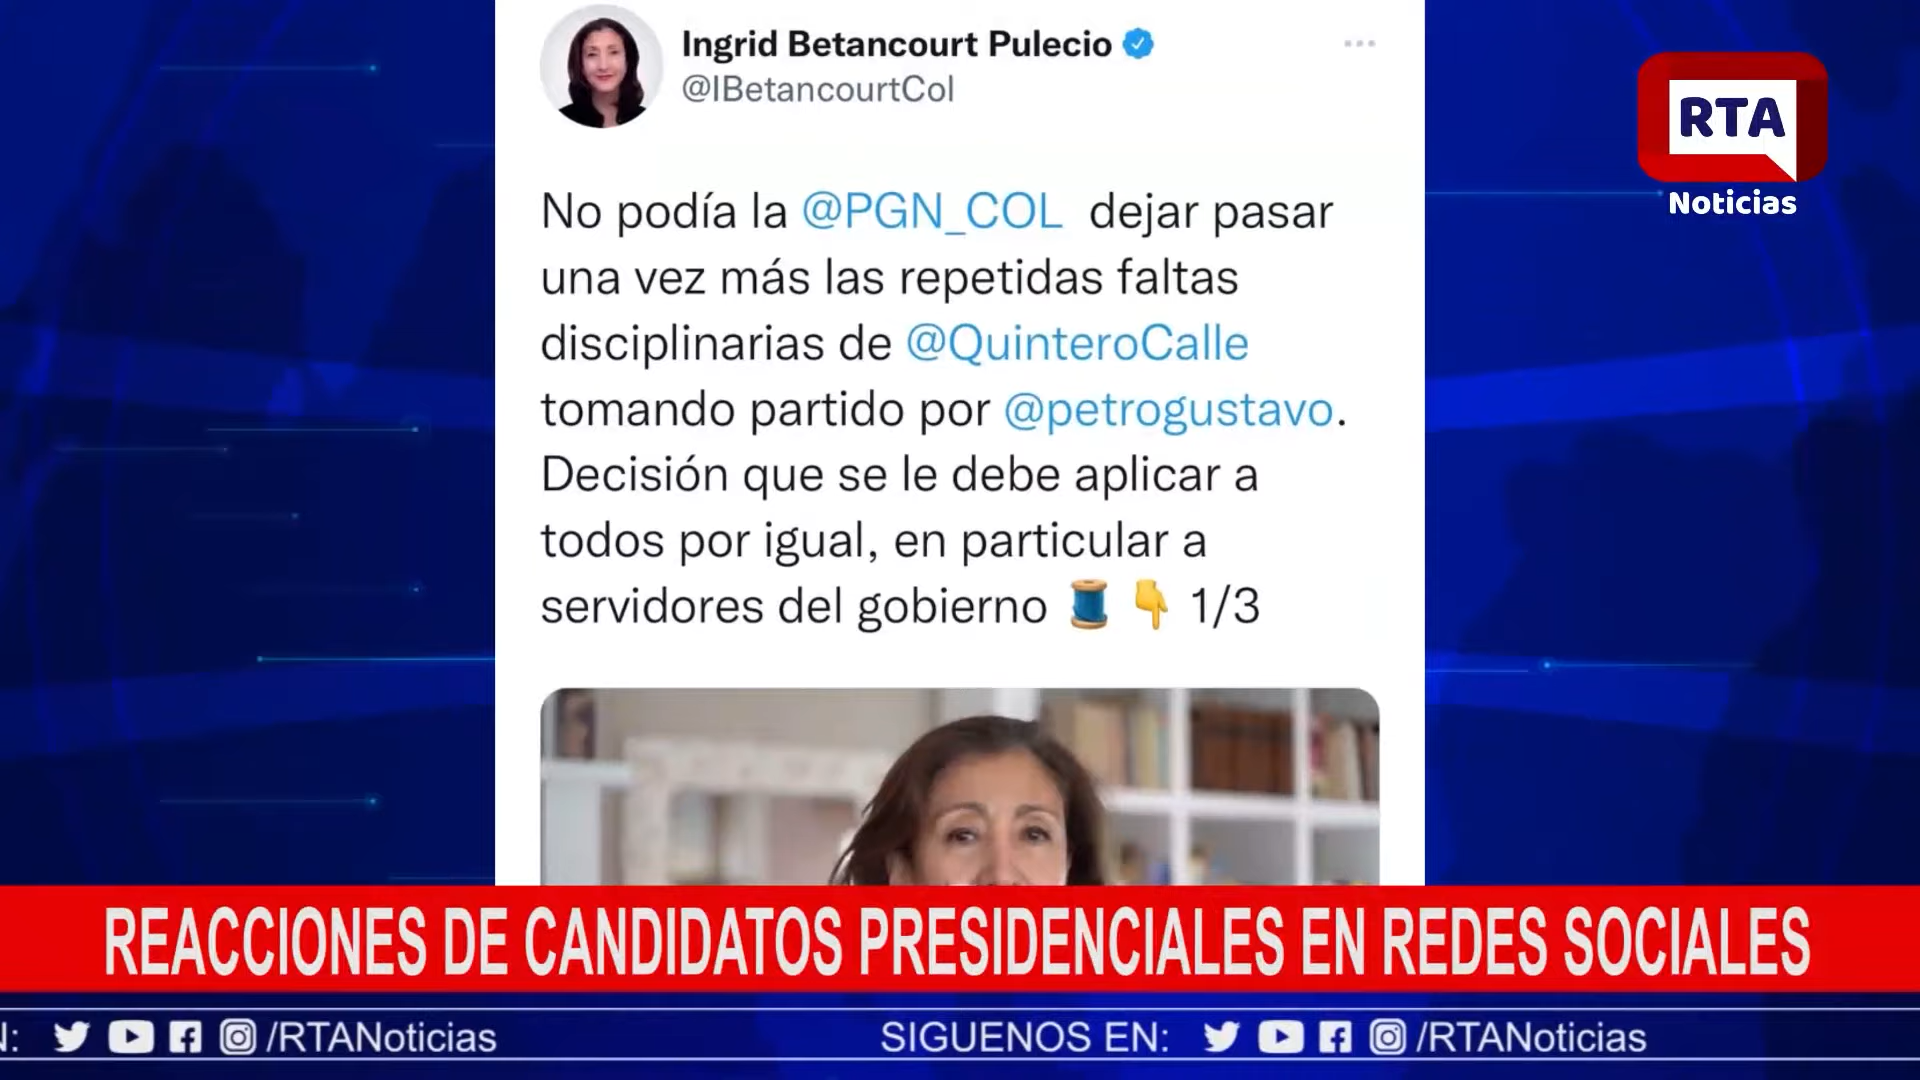 Ingrid Betancourt Pulecio
@IBetancourtCol
RTA
Noticias
No podía la @PGN_COL dejar pasar
una vez más las repetidas faltas
disciplinarias de @QuinteroCalle
tomando partido por @petrogustavo.
Decisión que se le debe aplicar a
todos por igual, en particular a
servidores del gobierno 🧵 👇 1/3
REACCIONES DE CANDIDATOS PRESIDENCIALES EN REDES SOCIALES
N: /RTANoticias SIGUENOS EN: /RTANoticias